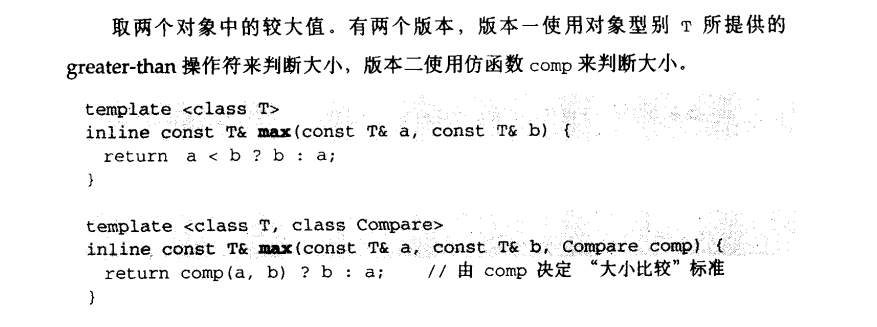 取两个对象中的较大值。有两个版本，版本一使用对象型别 T 所提供的
greater-than 操作符来判断大小，版本二使用仿函数 comp 来判断大小。
template <class T>
inline const T& max(const T& a, const T& b) {
  return a < b ? b : a;
}
template <class T, class Compare>
inline const T& max(const T& a, const T& b, Compare comp) {
  return comp(a, b) ? b : a;    // 由 comp 决定 “大小比较”标准
}